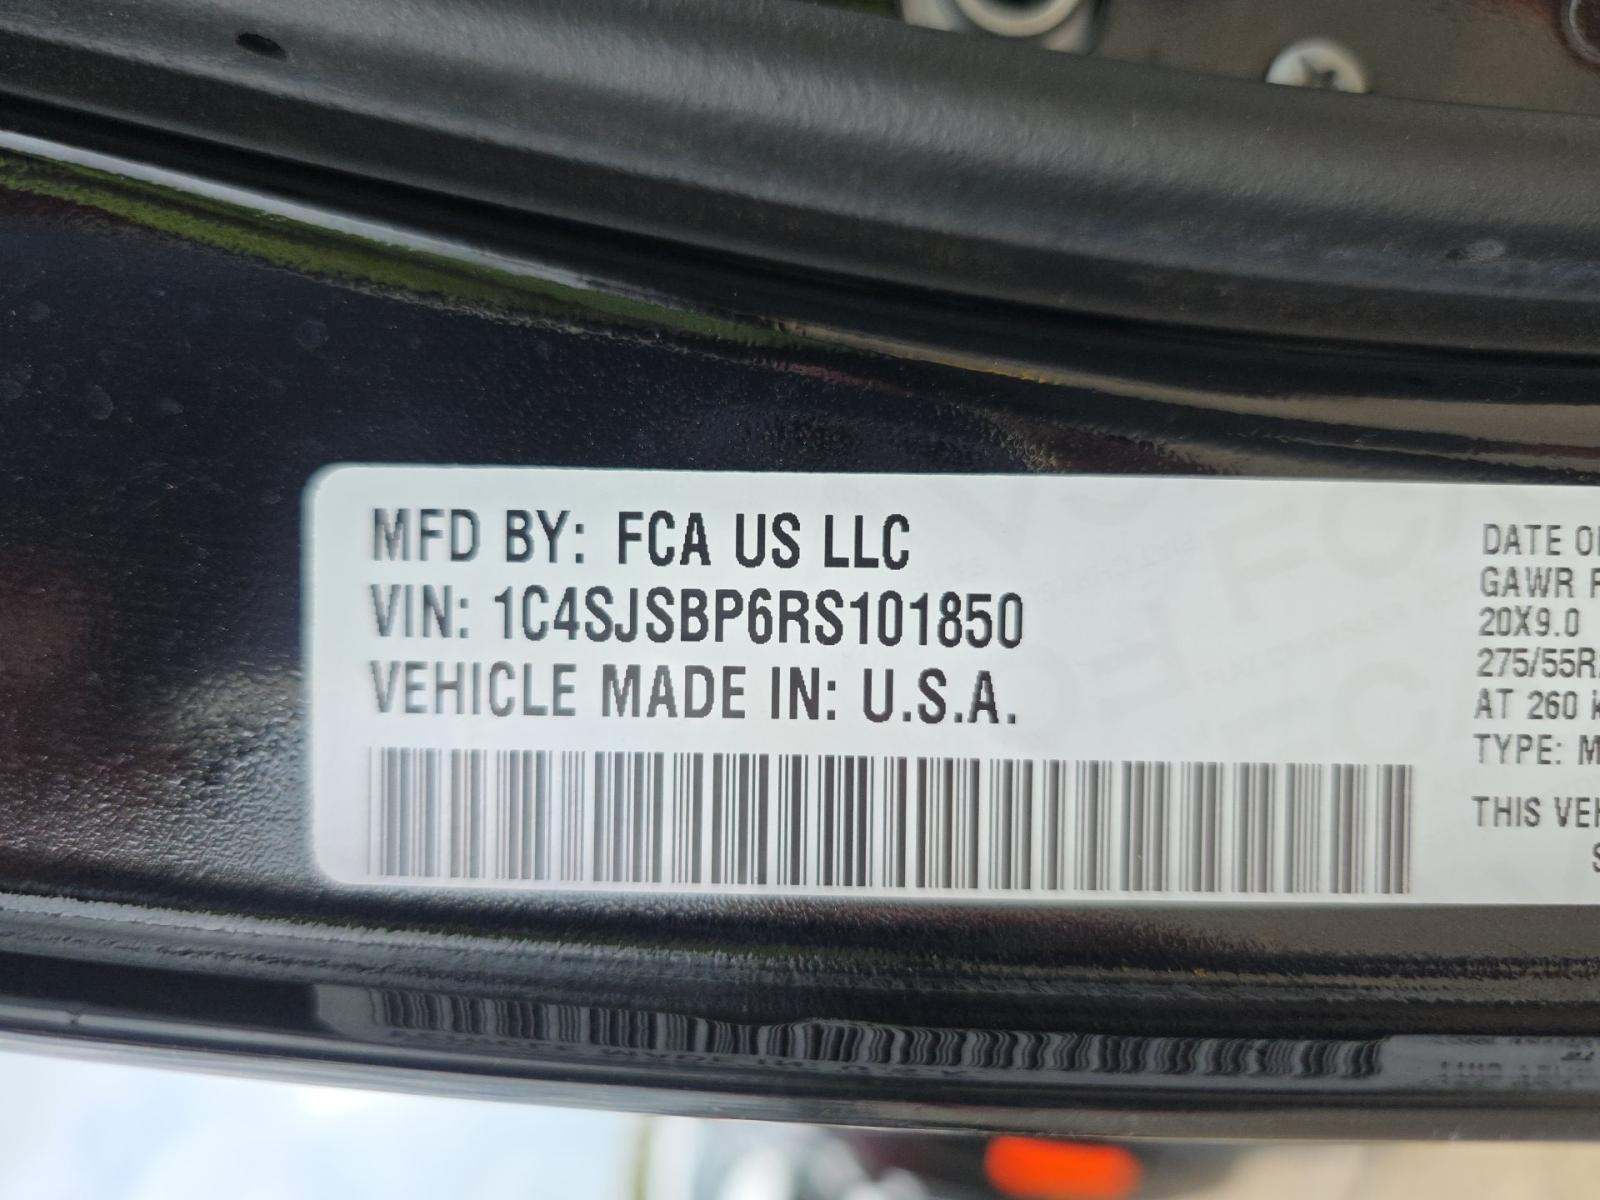 MFD BY: FCA US LLC
VIN: 1C4SJSBP6RS101850
VEHICLE MADE IN: U.S.A.
DATE O
GAWR F
20X9.0
275/55R
AT 260 k
TYPE: M
THIS VEH
S